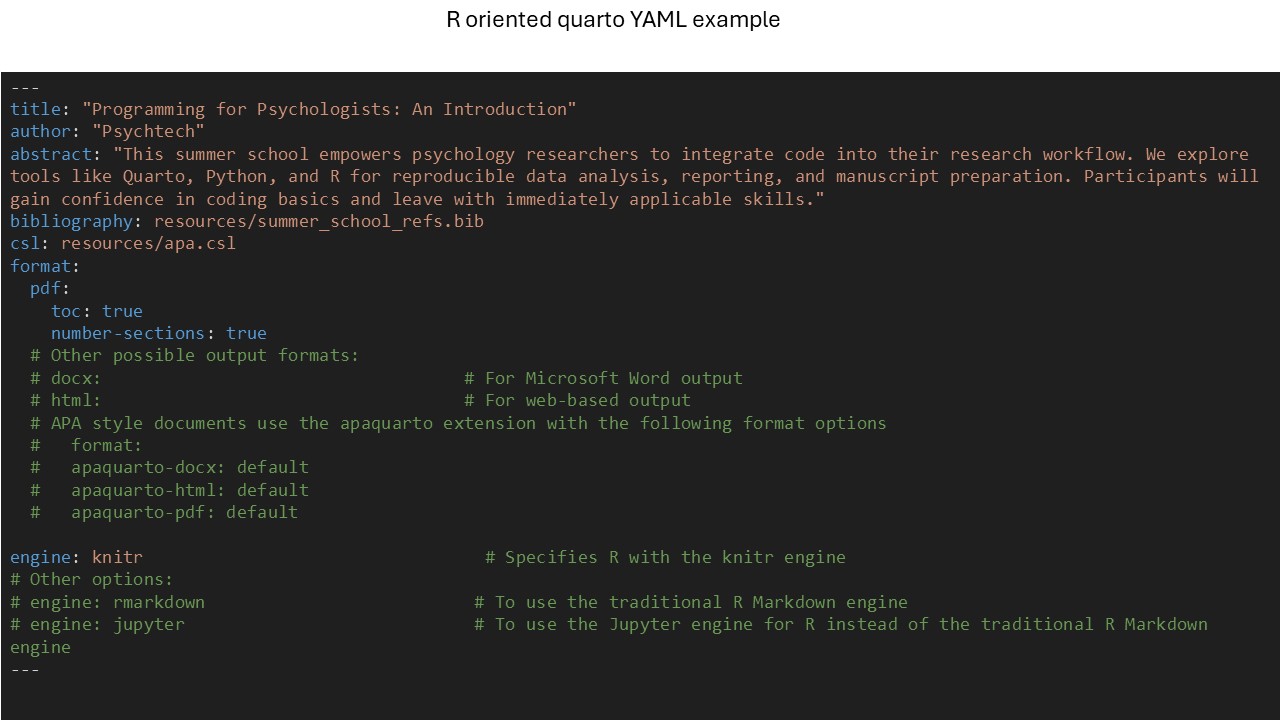 R oriented quarto YAML example
---
title: "Programming for Psychologists: An Introduction"
author: "Psychtech"
abstract: "This summer school empowers psychology researchers to integrate code into their research workflow. We explore
tools like Quarto, Python, and R for reproducible data analysis, reporting, and manuscript preparation. Participants will
gain confidence in coding basics and leave with immediately applicable skills."
bibliography: resources/summer_school_refs.bib
csl: resources/apa.csl
format:
  pdf:
    toc: true
    number-sections: true
  # Other possible output formats:
  # docx:                                   # For Microsoft Word output
  # html:                                   # For web-based output
  # APA style documents use the apaquarto extension with the following format options
  #   format:
  #   apaquarto-docx: default
  #   apaquarto-html: default
  #   apaquarto-pdf: default

engine: knitr                                 # Specifies R with the knitr engine
# Other options:
# engine: rmarkdown                          # To use the traditional R Markdown engine
# engine: jupyter                            # To use the Jupyter engine for R instead of the traditional R Markdown
engine
---